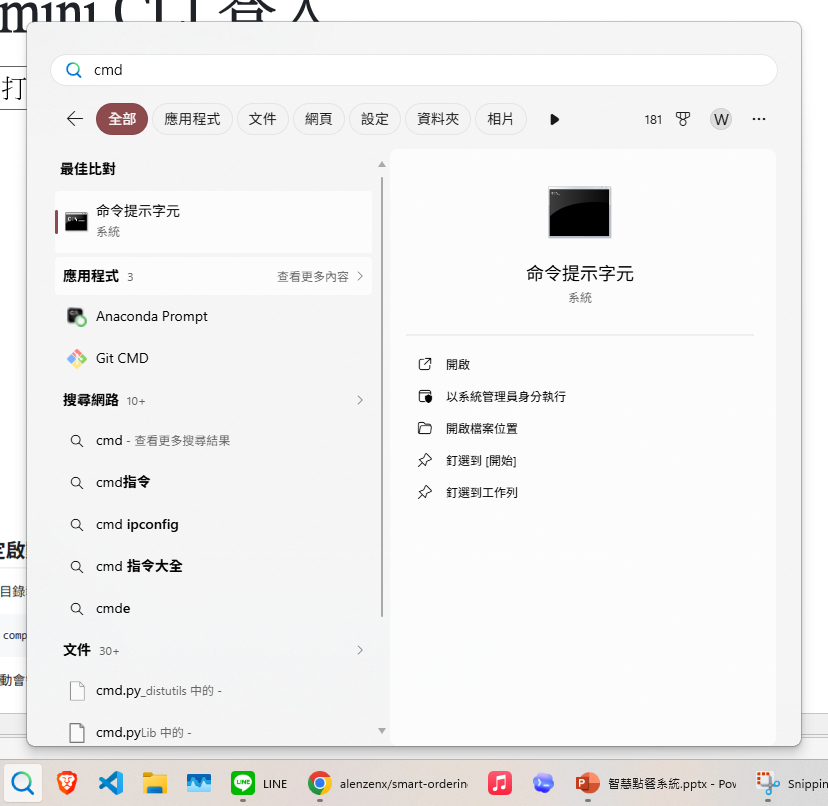 mini CLI 登入
cmd
打
全部 應用程式 文件 網頁 設定 資料夾 相片 181 W
最佳比對
命令提示字元
系統
應用程式 3 查看更多內容
Anaconda Prompt
Git CMD
搜尋網路 10+
cmd - 查看更多搜尋結果
cmd指令
cmd ipconfig
cmd 指令大全
cmde
文件 30+
cmd.py_distutils 中的 -
cmd.pyLib 中的 -
命令提示字元
系統
開啟
以系統管理員身分執行
開啟檔案位置
釘選到 [開始]
釘選到工作列
定啟
目錄
comp
動會
LINE alenzenx/smart-orderin 智慧點餐系統.pptx - Pow Snippin